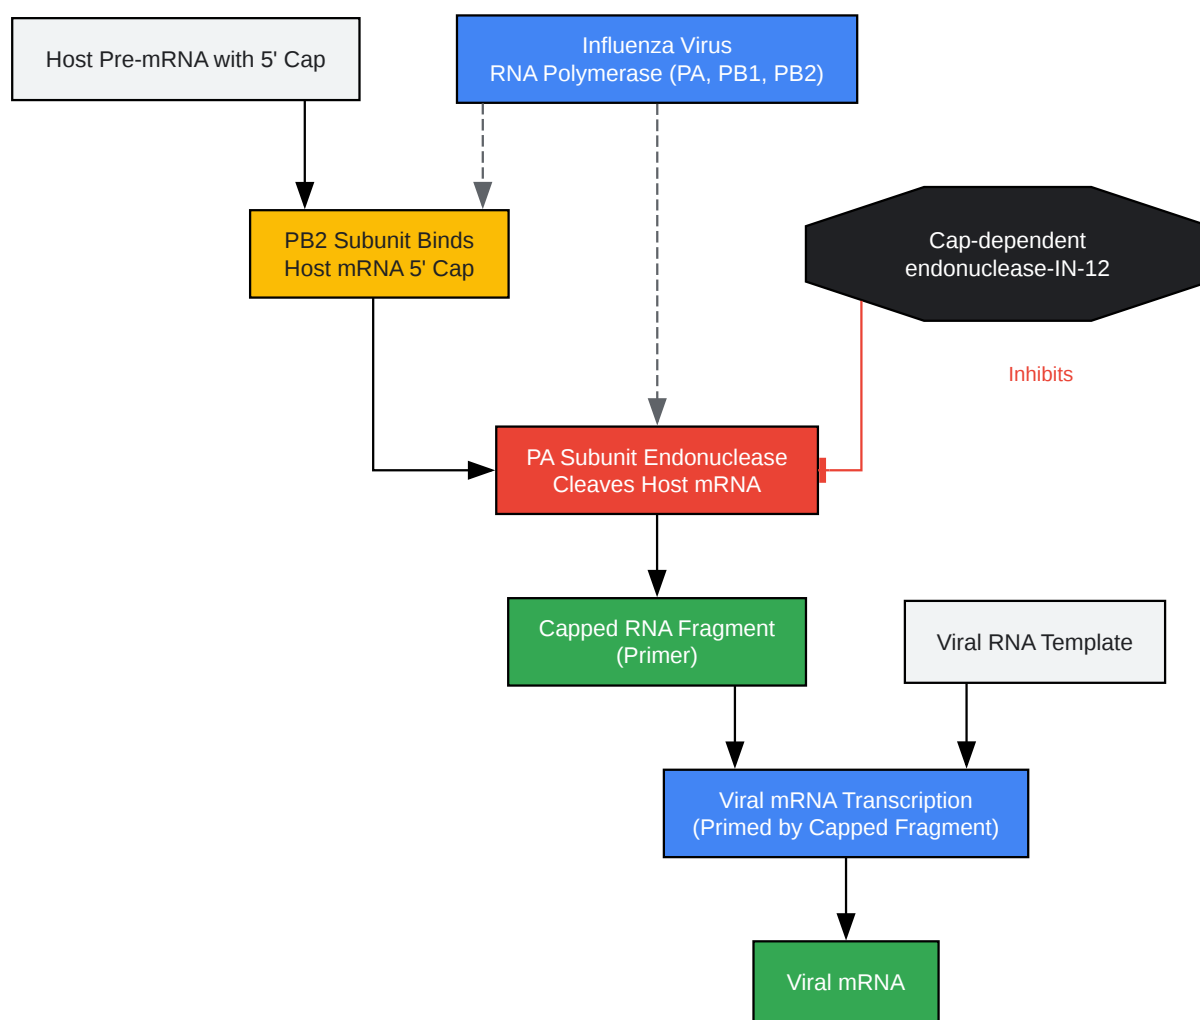 Host Pre-mRNA with 5' Cap
Influenza Virus
RNA Polymerase (PA, PB1, PB2)
PB2 Subunit Binds
Host mRNA 5' Cap
Cap-dependent
endonuclease-IN-12
Inhibits
PA Subunit Endonuclease
Cleaves Host mRNA
Capped RNA Fragment
(Primer)
Viral RNA Template
Viral mRNA Transcription
(Primed by Capped Fragment)
Viral mRNA